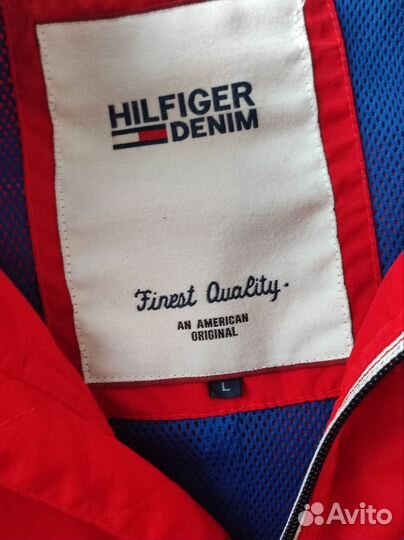 HILFIGER
DENIM
Finest Quality.
AN AMERICAN
ORIGINAL
L
Avito